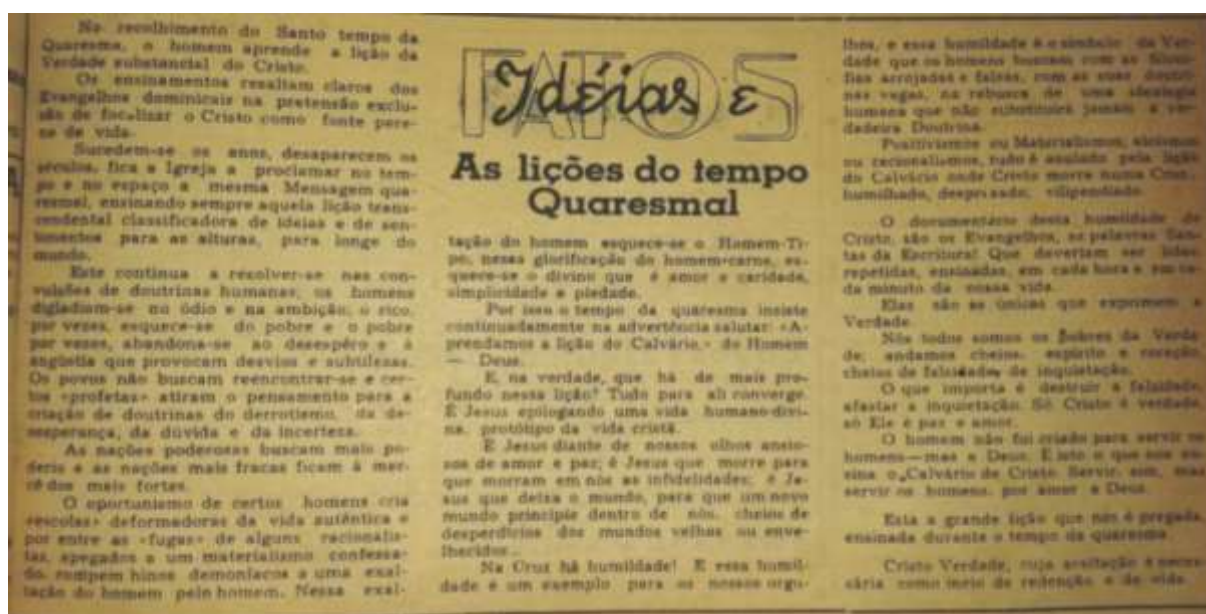 No recolhimento do Santo tempo da
Quaresma, o homem aprende a lição da
Verdade substancial do Cristo.
Os ensinamentos resaltam claros dos
Evangelhos dominicais na pretensão exclu-
são de focalizar o Cristo como fonte pere-
ne de vida.
Sucedem-se os anos, desaparecem os
séculos, fica a Igreja a proclamar no tem-
po e no espaço a mesma Mensagem qua-
resmal, ensinando sempre aquela lição trans-
cendental classificadora de ideias e de sen-
timentos para as alturas, para longe do
mundo.
Este continua a resolver-se nas con-
vulsões de doutrinas humanas; os homens
digladiam-se no ódio e na ambição; o rico,
por vezes, esquece-se do pobre e o pobre
por vezes, abandona-se ao desespêro e à
angústia que provocam desvios e subtilezas.
Os povos não buscam reencontrar-se e cer-
tos «profetas» atiram o pensamento para a
criação de doutrinas do derrotismo, da de-
sesperança, da dúvida e da incerteza.
As nações poderosas buscam mais po-
derio e as nações mais fracas ficam à mer-
cê dos mais fortes.
O oportunismo de certos homens cria
«escolas» deformadoras da vida autêntica e
por entre as «fugas» de alguns racionalis-
tas, apegados a um materialismo confessa-
do, rompem hinos demoníacos a uma exal-
tação do homem pelo homem. Nessa exal-
FATOS
Idéias e
As lições do tempo
Quaresmal
tação do homem esquece-se o Homem-Ti-
po, nessa glorificação do homem-carne, es-
quece-se o divino que é amor e caridade,
simplicidade e piedade.
Por isso o tempo da quaresma insiste
continuadamente na advertência salutar: «A-
prendamos a lição do Calvário,» do Homem
— Deus.
E, na verdade, que há de mais pro-
fundo nessa lição? Tudo para ali converge.
É Jesus epilogando uma vida humano-divi-
na, protótipo da vida cristã.
É Jesus diante de nossos olhos ansio-
sos de amor e paz; é Jesus que morre para
que morram em nós as infidelidades; é Je-
sus que deixa o mundo, para que um novo
mundo principie dentro de nós, cheios de
desperdícios dos mundos velhos ou enve-
lhecidos...
Na Cruz há humildade! E essa humil-
dade é um exemplo para os nossos orgu-
lhos, e essa humildade é o símbolo da Ver-
dade que os homens buscam com as filoso-
fias arrojadas e falsas, com as suas doutri-
nas vagas, na rebusca de uma ideologia
humana que não substituirá jamais a ver-
dadeira Doutrina.
Positivismo ou Materialismo, ateismo
ou racionalismo, tudo é anulado pela lição
do Calvário onde Cristo morre numa Cruz,
humilhado, desprezado, vilipendiado.
O documentário desta humildade de
Cristo, são os Evangelhos, as palavras San-
tas da Escritura! Que deveriam ser lidas,
repetidas, ensinadas, em cada hora e em ca-
da minuto da nossa vida.
Elas são as únicas que exprimem a
Verdade.
Nós todos somos os pobres da Verda-
de; andamos cheios, espírito e coração,
cheios de falsidade, de inquietação.
O que importa é destruir a falsidade,
afastar a inquietação. Só Cristo é verdade,
só Ele é paz e amor.
O homem não foi criado para servir os
homens—mas a Deus. É isto o que nos en-
sina o Calvário de Cristo. Servir, sim, mas
servir os homens, por amor a Deus.
Esta a grande lição que nos é pregada,
ensinada durante o tempo da quaresma.
Cristo Verdade, cuja aceitação é neces-
sária como meio de redenção e de vida.